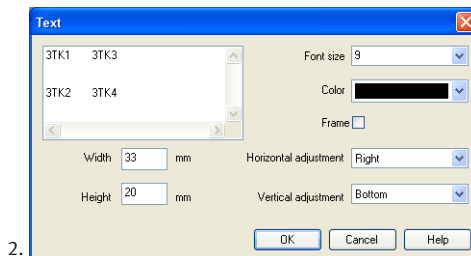 Text
3TK1 3TK3
3TK2 3TK4
Font size 9
Color
Frame
Width 33 mm
Horizontal adjustment Right
Height 20 mm
Vertical adjustment Bottom
OK Cancel Help
2.